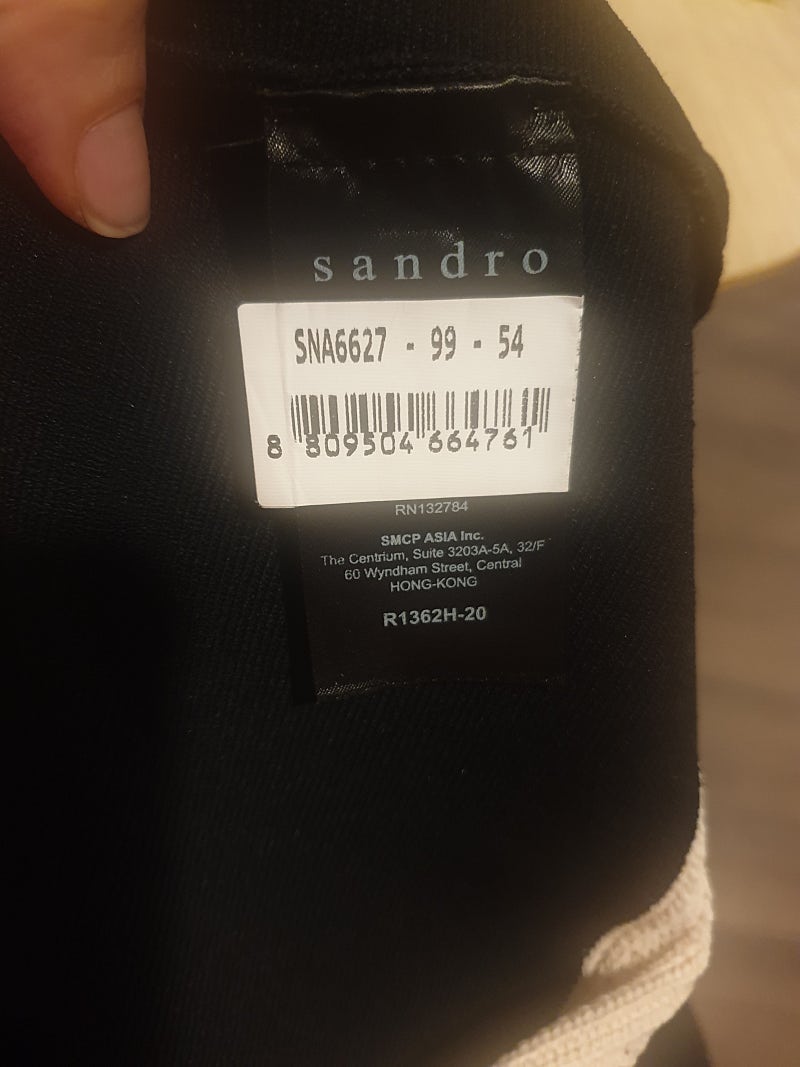 sandro
SNA6627 - 99 - 54
8 809504 664761
RN132784
SMCP ASIA Inc.
The Centrium, Suite 3203A-5A, 32/F
60 Wyndham Street, Central
HONG-KONG
R1362H-20